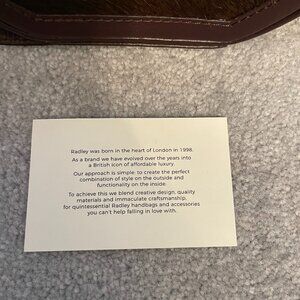 Radley was born in the heart of London in 1998.
As a brand we have evolved over the years into
a British icon of affordable luxury.
Our approach is simple: to create the perfect
combination of style on the outside and
functionality on the inside.
To achieve this we blend creative design, quality
materials and immaculate craftsmanship,
for quintessential Radley handbags and accessories
you can't help falling in love with.